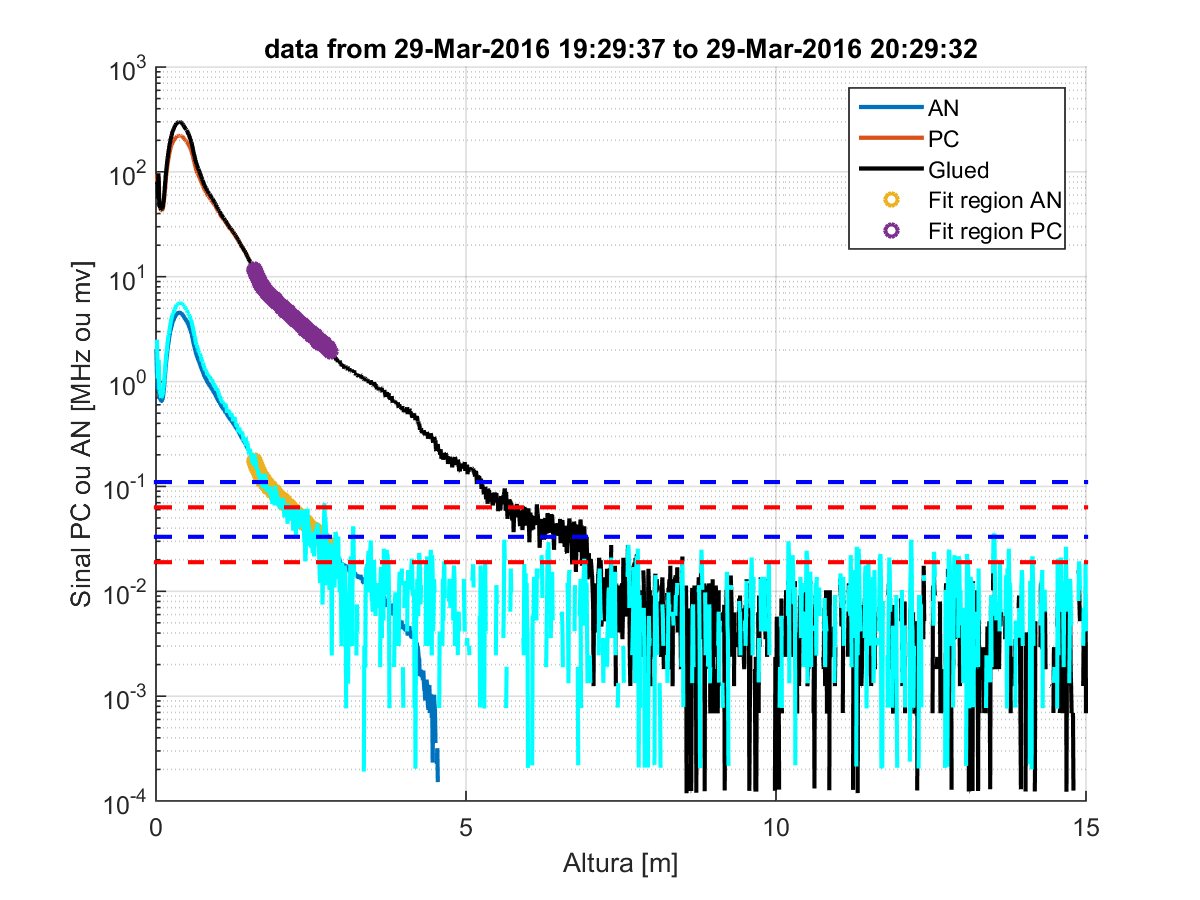 data from 29-Mar-2016 19:29:37 to 29-Mar-2016 20:29:32
Sinal PC ou AN [MHz ou mv]
10^3
10^2
10^1
10^0
10^-1
10^-2
10^-3
10^-4
AN
PC
Glued
Fit region AN
Fit region PC
0 5 10 15
Altura [m]